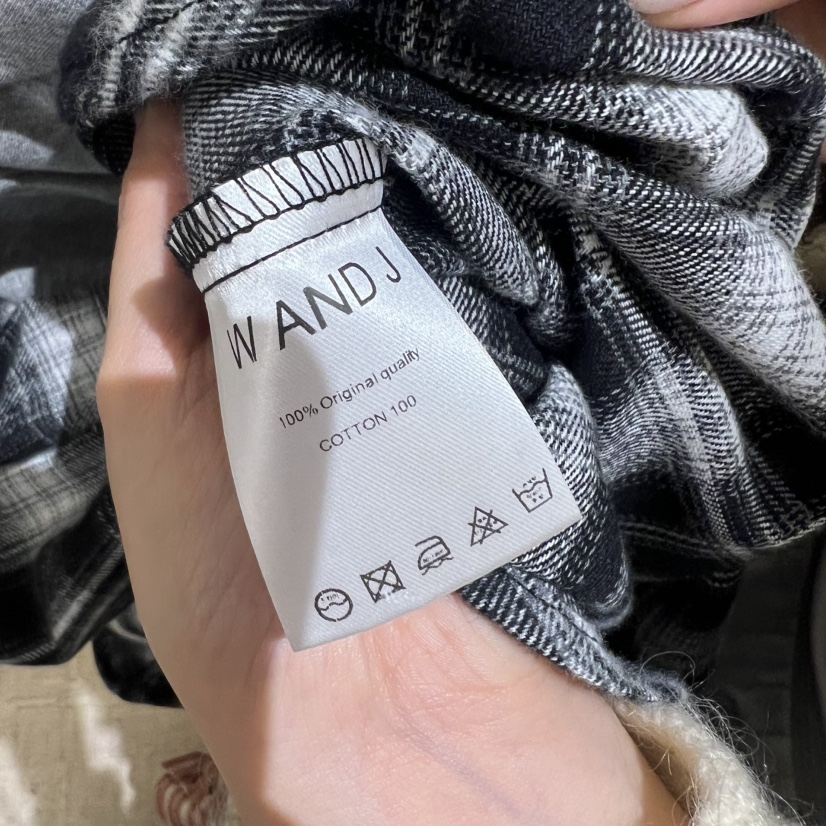 W AND J
100% Original quality
COTTON 100